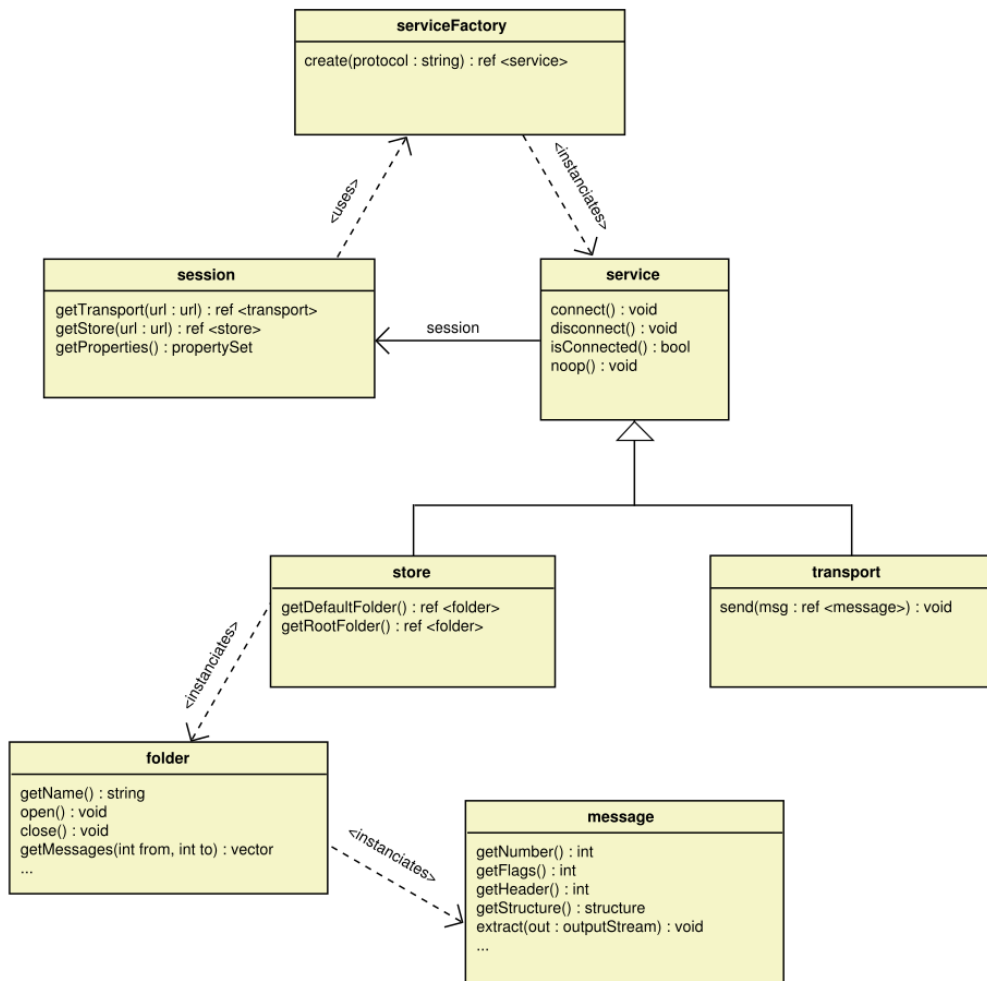 serviceFactory
create(protocol : string) : ref <service>
<uses>
<instanciates>
session
getTransport(url : url) : ref <transport>
getStore(url : url) : ref <store>
getProperties() : propertySet
session
service
connect() : void
disconnect() : void
isConnected() : bool
noop() : void
store
getDefaultFolder() : ref <folder>
getRootFolder() : ref <folder>
transport
send(msg : ref <message>) : void
<instanciates>
folder
getName() : string
open() : void
close() : void
getMessages(int from, int to) : vector
...
<instanciates>
message
getNumber() : int
getFlags() : int
getHeader() : int
getStructure() : structure
extract(out : outputStream) : void
...